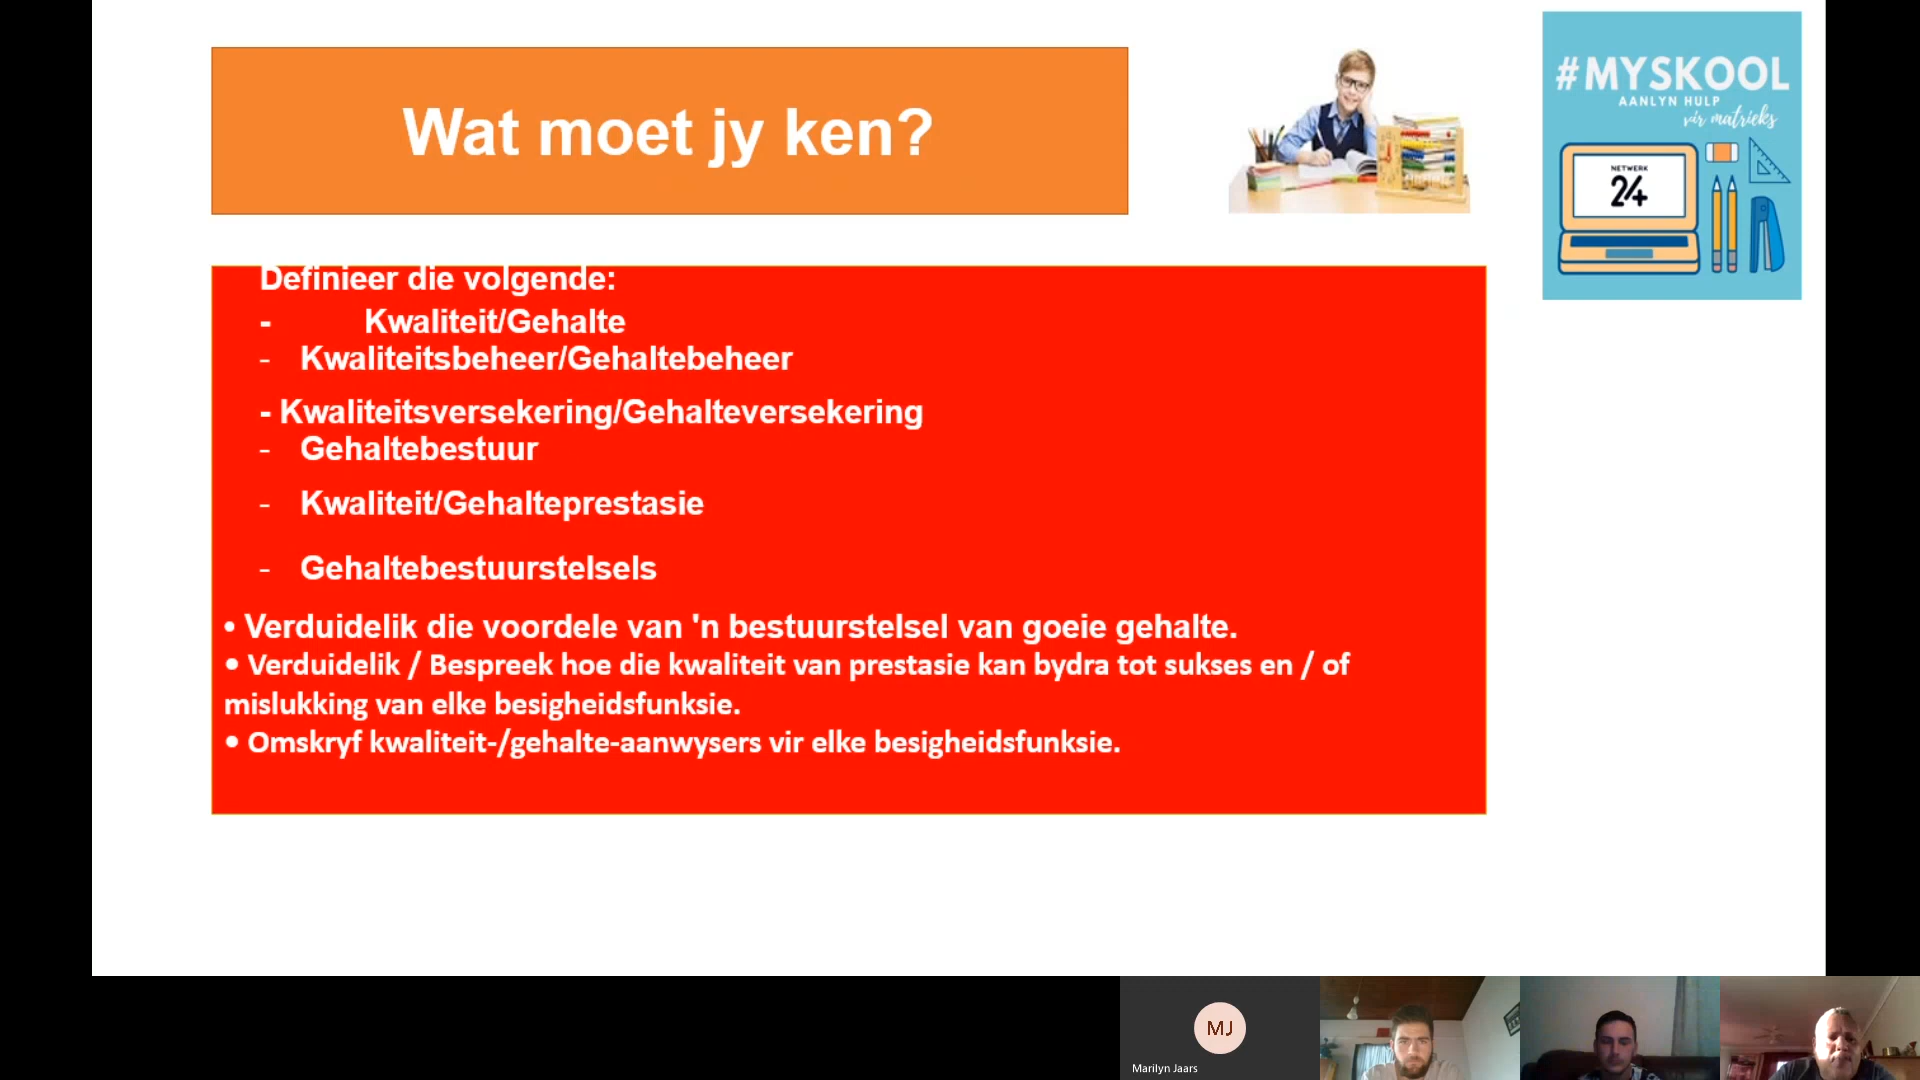 Wat moet jy ken?
#MYSKOOL
AANLYN HULP
vir matrieks
NETWERK
24
Definieer die volgende:
- Kwaliteit/Gehalte
- Kwaliteitsbeheer/Gehaltebeheer
- Kwaliteitsversekering/Gehalteversekering
- Gehaltebestuur
- Kwaliteit/Gehalteprestasie
- Gehaltebestuurstelsels
• Verduidelik die voordele van 'n bestuurstelsel van goeie gehalte.
• Verduidelik / Bespreek hoe die kwaliteit van prestasie kan bydra tot sukses en / of
mislukking van elke besigheidsfunksie.
• Omskryf kwaliteit-/gehalte-aanwysers vir elke besigheidsfunksie.
MJ
Marilyn Jaars